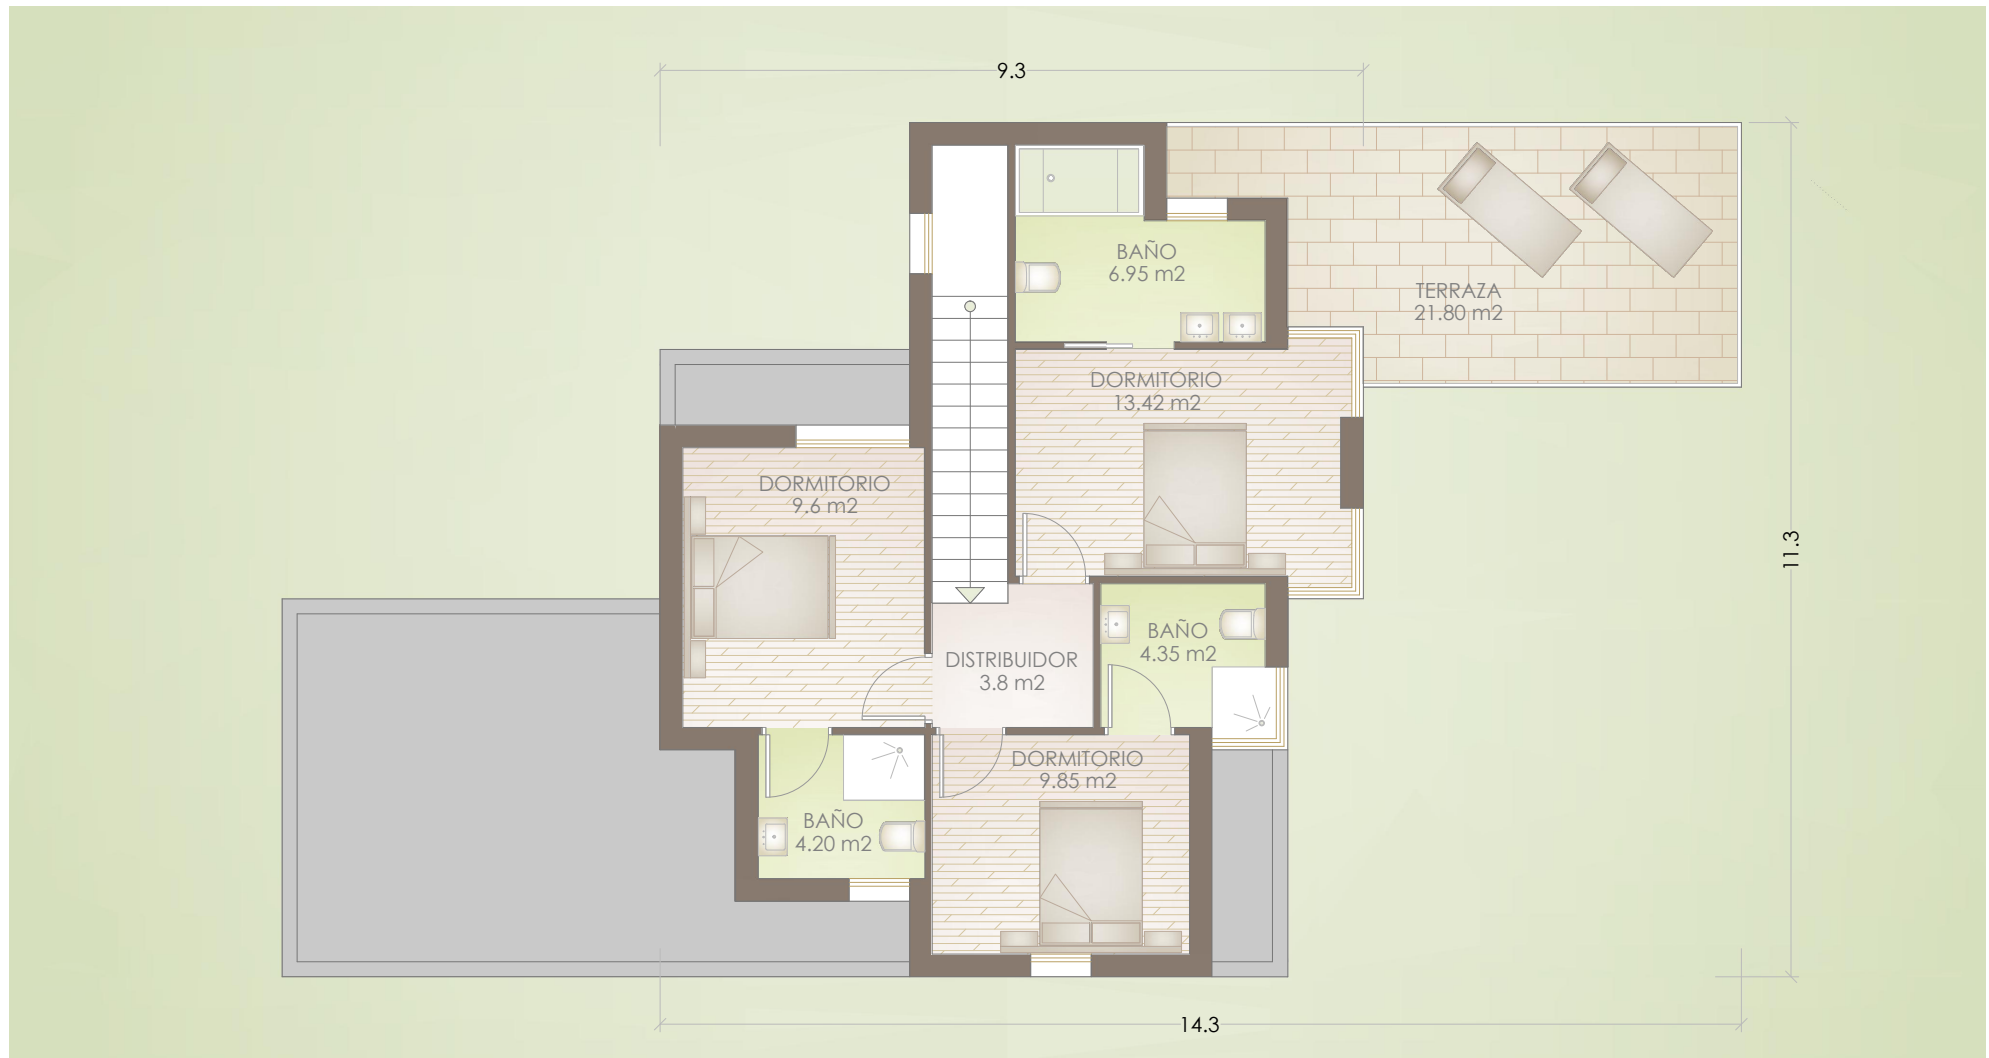 9.3
BAÑO
6.95 m2
TERRAZA
21.80 m2
DORMITORIO
13.42 m2
DORMITORIO
9.6 m2
11.3
BAÑO
4.35 m2
DISTRIBUIDOR
3.8 m2
DORMITORIO
9.85 m2
BAÑO
4.20 m2
14.3